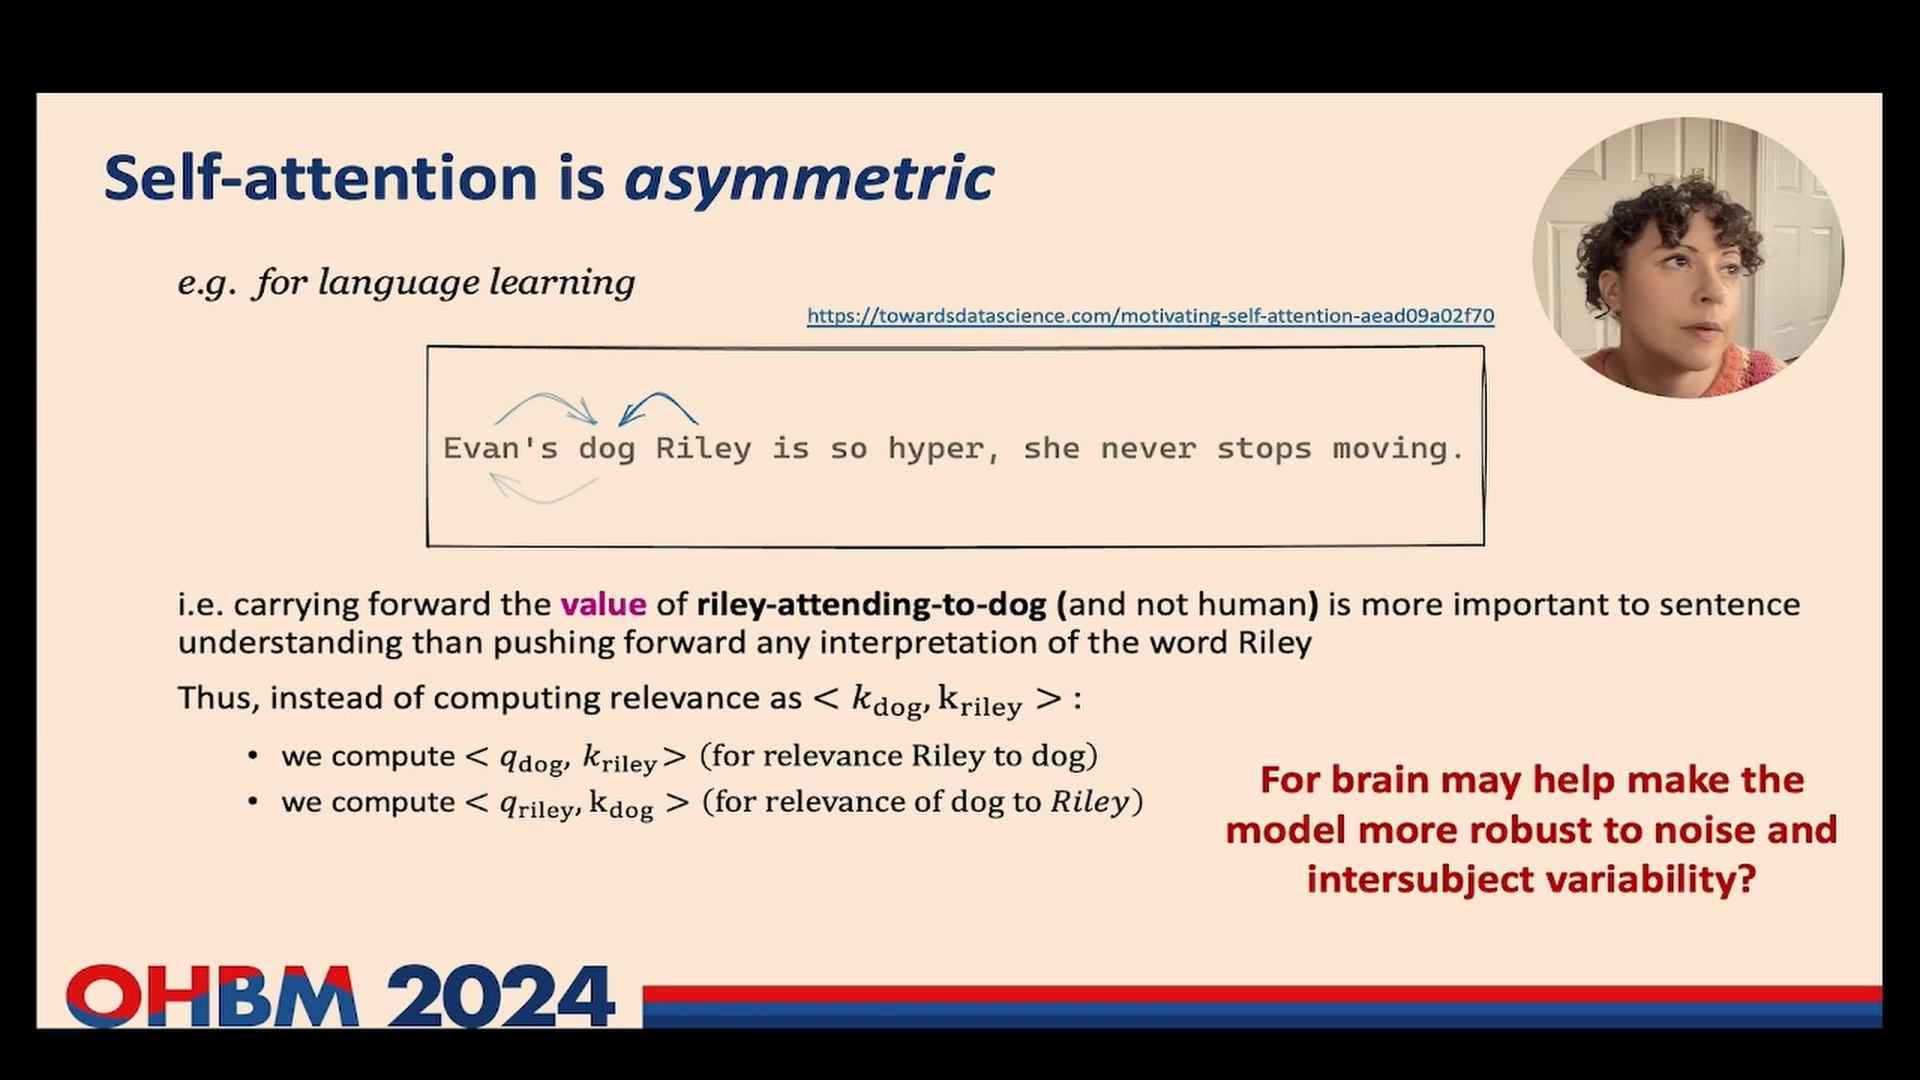 Self-attention is asymmetric
e.g. for language learning
https://towardsdatascience.com/motivating-self-attention-aead09a02f70
Evan's dog Riley is so hyper, she never stops moving.
i.e. carrying forward the value of riley-attending-to-dog (and not human) is more important to sentence
understanding than pushing forward any interpretation of the word Riley
Thus, instead of computing relevance as < k_dog, k_riley > :
• we compute < q_dog, k_riley > (for relevance Riley to dog)
• we compute < q_riley, k_dog > (for relevance of dog to Riley)
For brain may help make the
model more robust to noise and
intersubject variability?
OHBM 2024